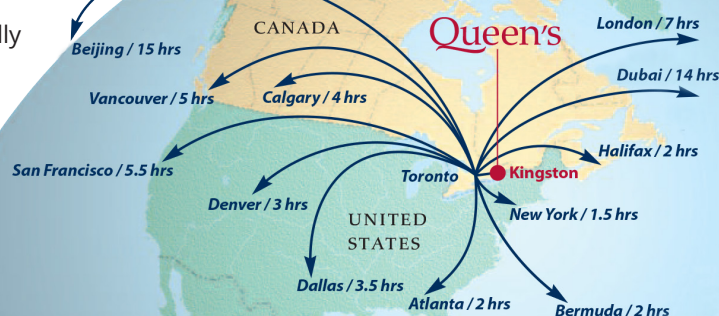 CANADA
Queen's
London / 7 hrs
Beijing / 15 hrs
Dubai / 14 hrs
Vancouver / 5 hrs
Calgary / 4 hrs
Halifax / 2 hrs
San Francisco / 5.5 hrs
Toronto
Kingston
Denver / 3 hrs
New York / 1.5 hrs
UNITED
STATES
Dallas / 3.5 hrs
Atlanta / 2 hrs
Bermuda / 2 hrs